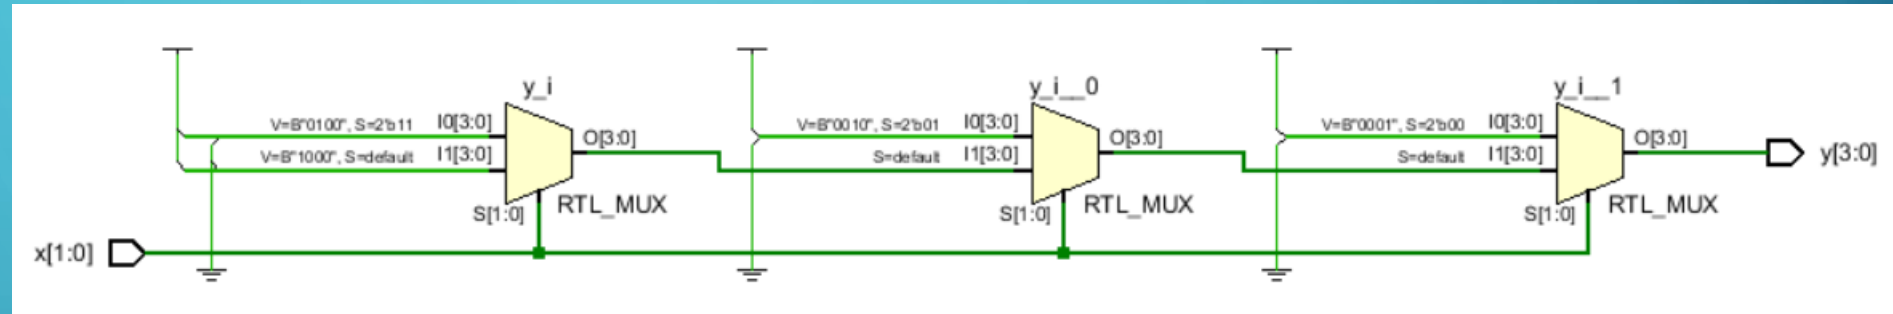 y_i
y_i__0
y_i__1
V=B"0100", S=2'b11 I0[3:0]
O[3:0]
V=B"1000", S=default I1[3:0]
S[1:0]
RTL_MUX
V=B"0010", S=2'b01 I0[3:0]
O[3:0]
S=default I1[3:0]
S[1:0]
RTL_MUX
V=B"0001", S=2'b00 I0[3:0]
O[3:0]
S=default I1[3:0]
S[1:0]
RTL_MUX
y[3:0]
x[1:0]